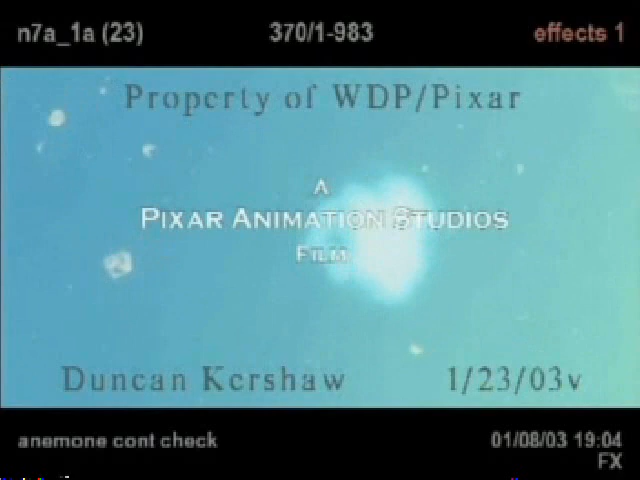 n7a_1a (23) 370/1-983 effects 1
Property of WDP/Pixar
A
PIXAR ANIMATION STUDIOS
FILM
Duncan Kershaw 1/23/03v
anemone cont check 01/08/03 19:04
FX